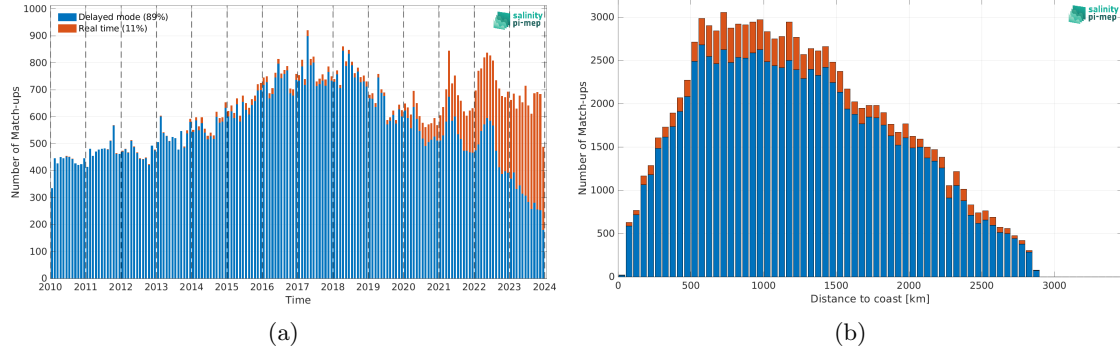 1000
900
800
700
600
500
400
300
200
100
0
Number of Match-ups
Delayed mode (89%)
Real time (11%)
salinity
pi-mep
2010 2011 2012 2013 2014 2015 2016 2017 2018 2019 2020 2021 2022 2023 2024
Time
(a)
3000
2500
2000
1500
1000
500
0
Number of Match-ups
salinity
pi-mep
0 500 1000 1500 2000 2500 3000
Distance to coast [km]
(b)